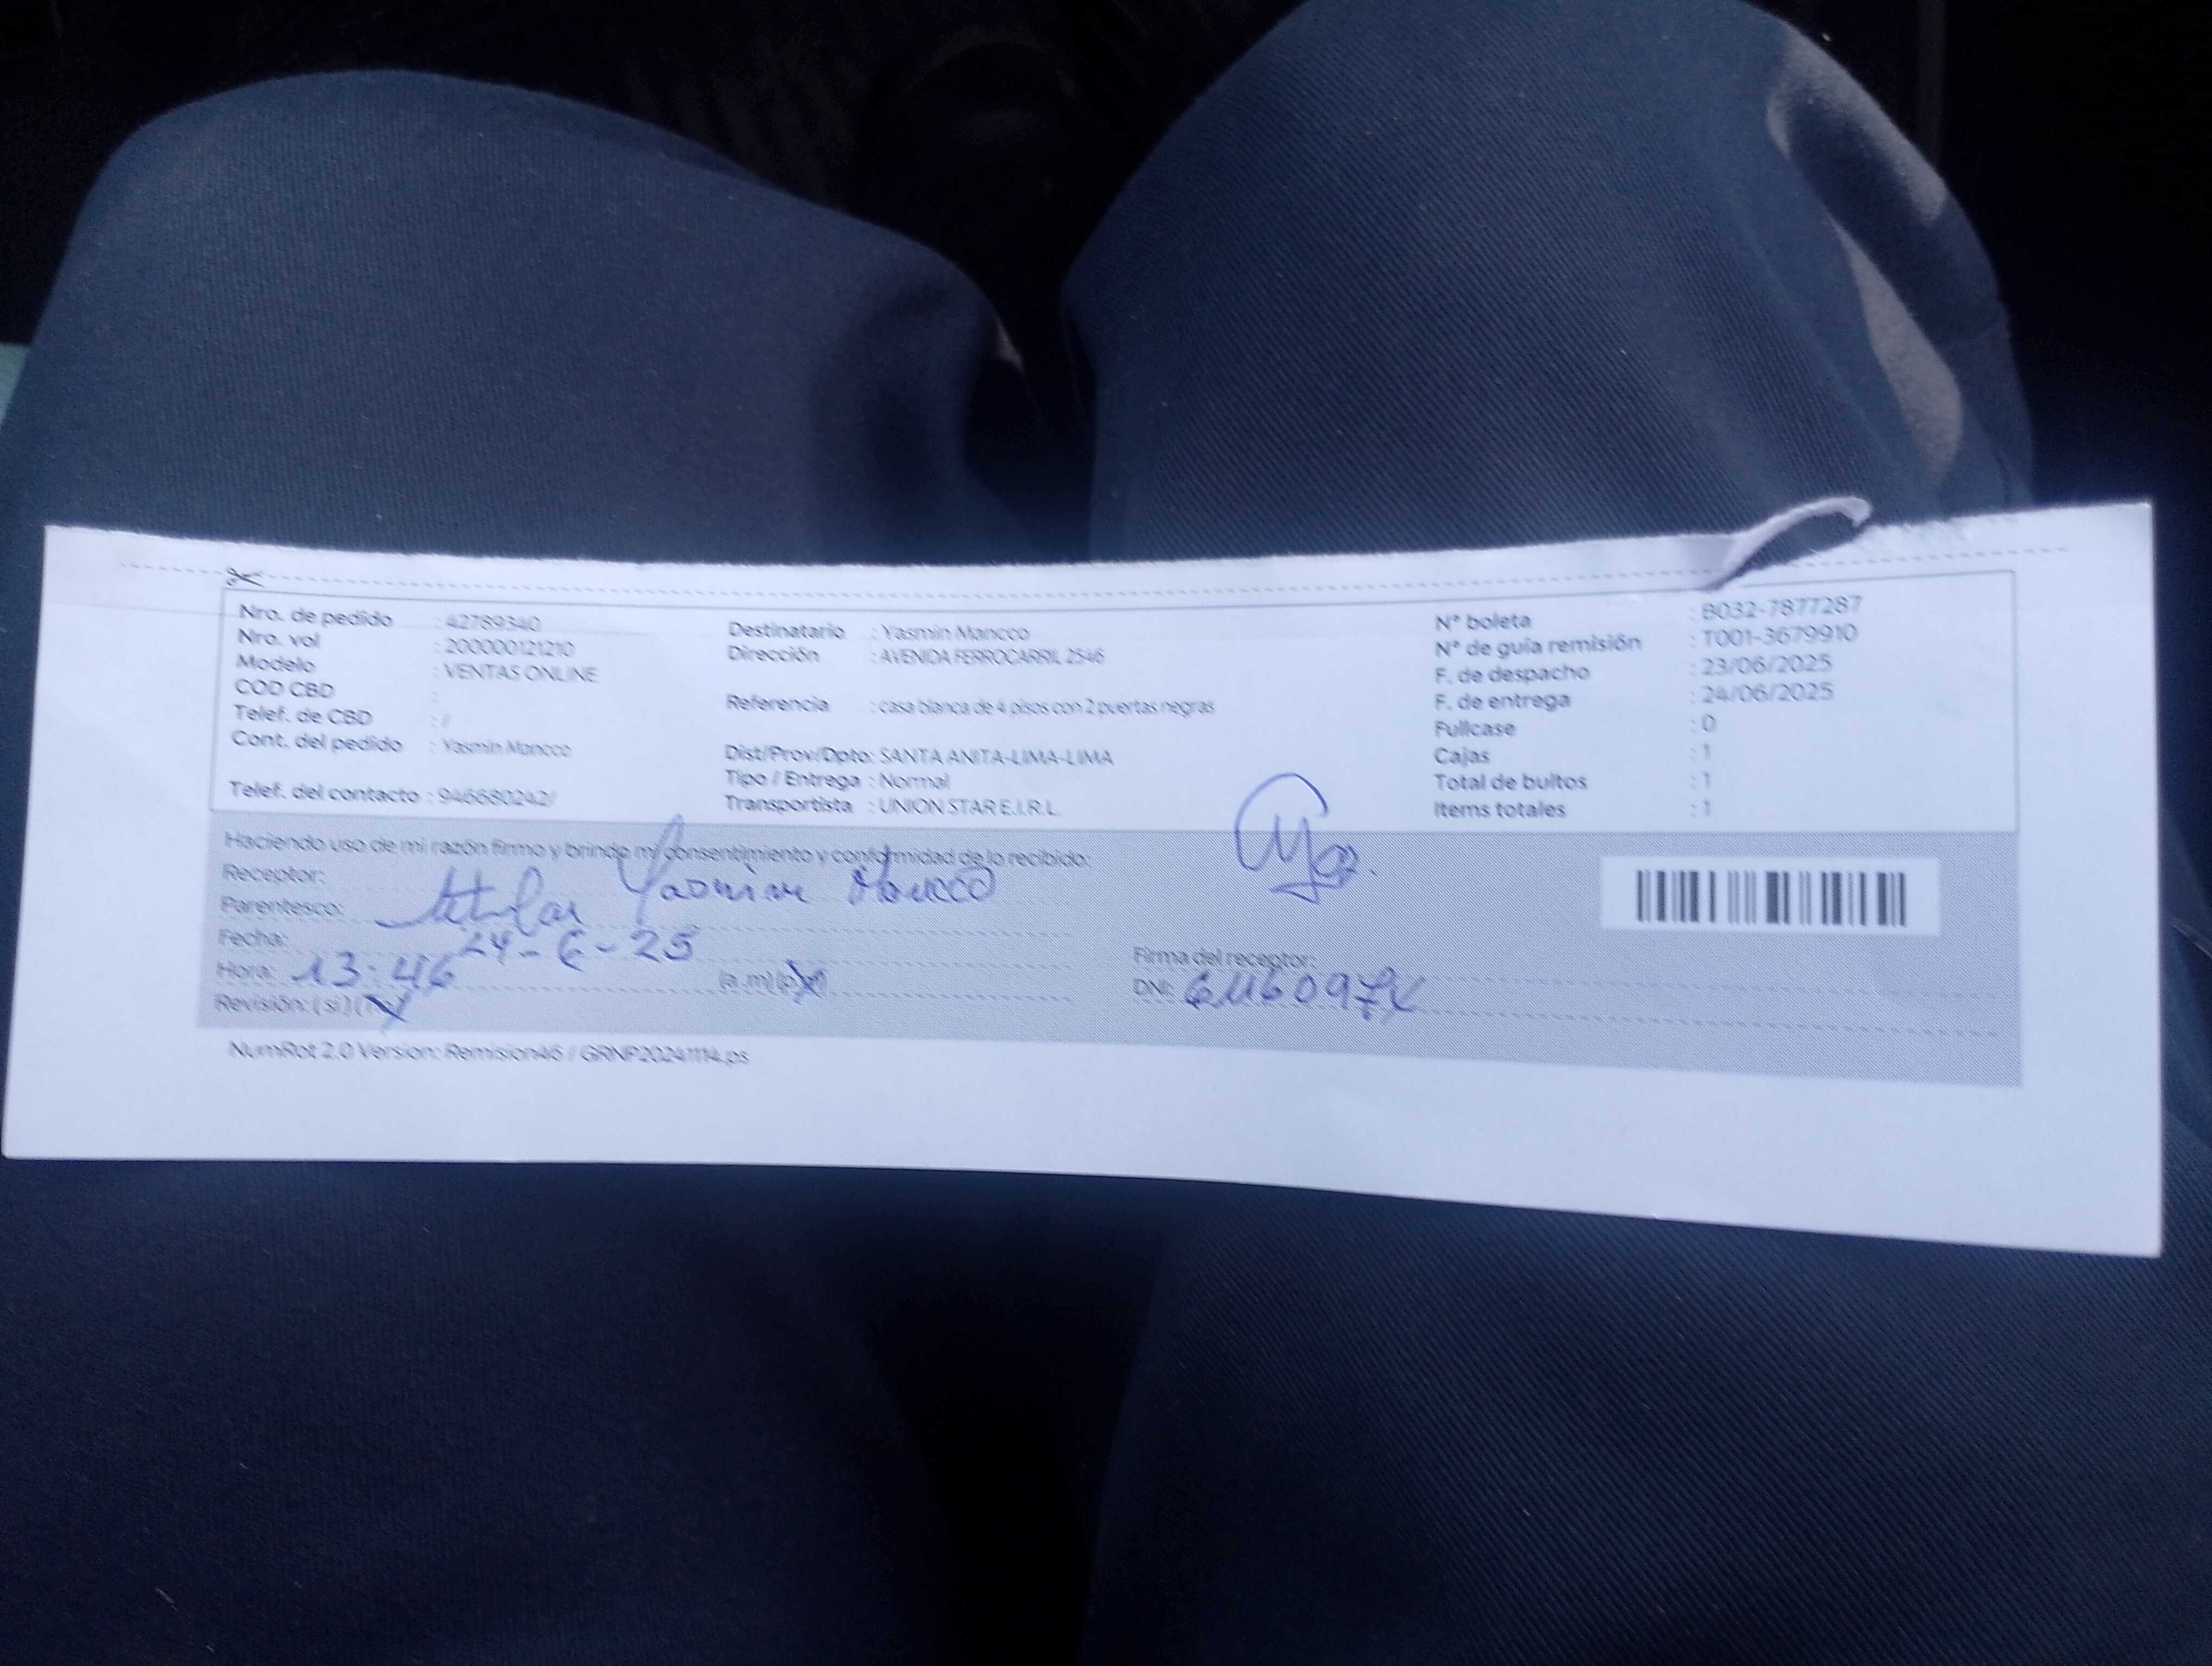 Nro. de pedido : 42789340
Nro. vol : 200000121210
Modelo : VENTAS ONLINE
COD CBD :
Telef. de CBD : /
Cont. del pedido : Yasmin Mancco
Telef. del contacto : 946680242/
Destinatario : Yasmin Mancco
Dirección : AVENIDA FERROCARRIL 2546
Referencia : casa blanca de 4 pisos con 2 puertas negras
Dist/Prov/Dpto: SANTA ANITA-LIMA-LIMA
Tipo / Entrega : Normal
Transportista : UNION STAR E.I.R.L.
N° boleta : B032-7877287
N° de guía remisión : T001-3679910
F. de despacho : 23/06/2025
F. de entrega : 24/06/2025
Fullcase : 0
Cajas : 1
Total de bultos : 1
Items totales : 1
Haciendo uso de mi razón firmo y brindo mi consentimiento y conformidad de lo recibido:
Receptor: Yasmin Mancco
Parentesco: titular
Fecha: 24-6-25
Hora: 13:46 (a.m)(p.m)
Revisión: ( si ) (no)
Firma del receptor:
DNI:
NumRot 2.0 Version: Remision46 / GRNP20241114.ps